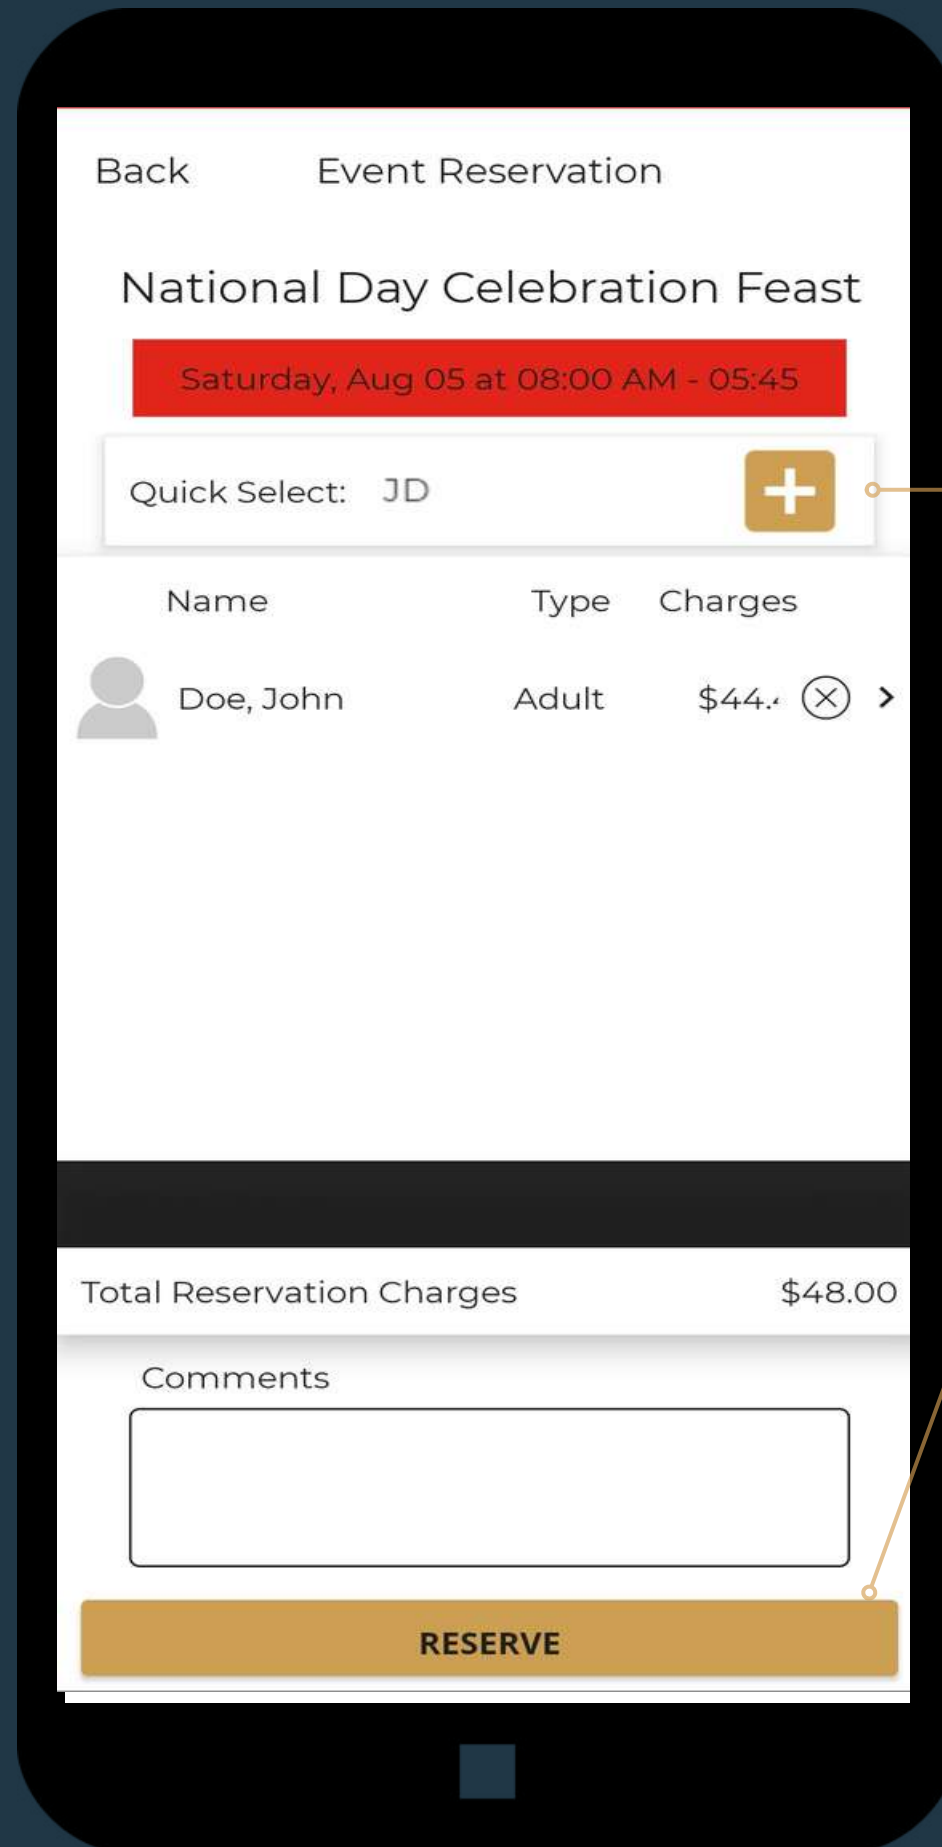 Back Event Reservation
National Day Celebration Feast
Saturday, Aug 05 at 08:00 AM - 05:45
Quick Select: JD
Name Type Charges
Doe, John Adult
Total Reservation Charges $48.00
Comments
RESERVE